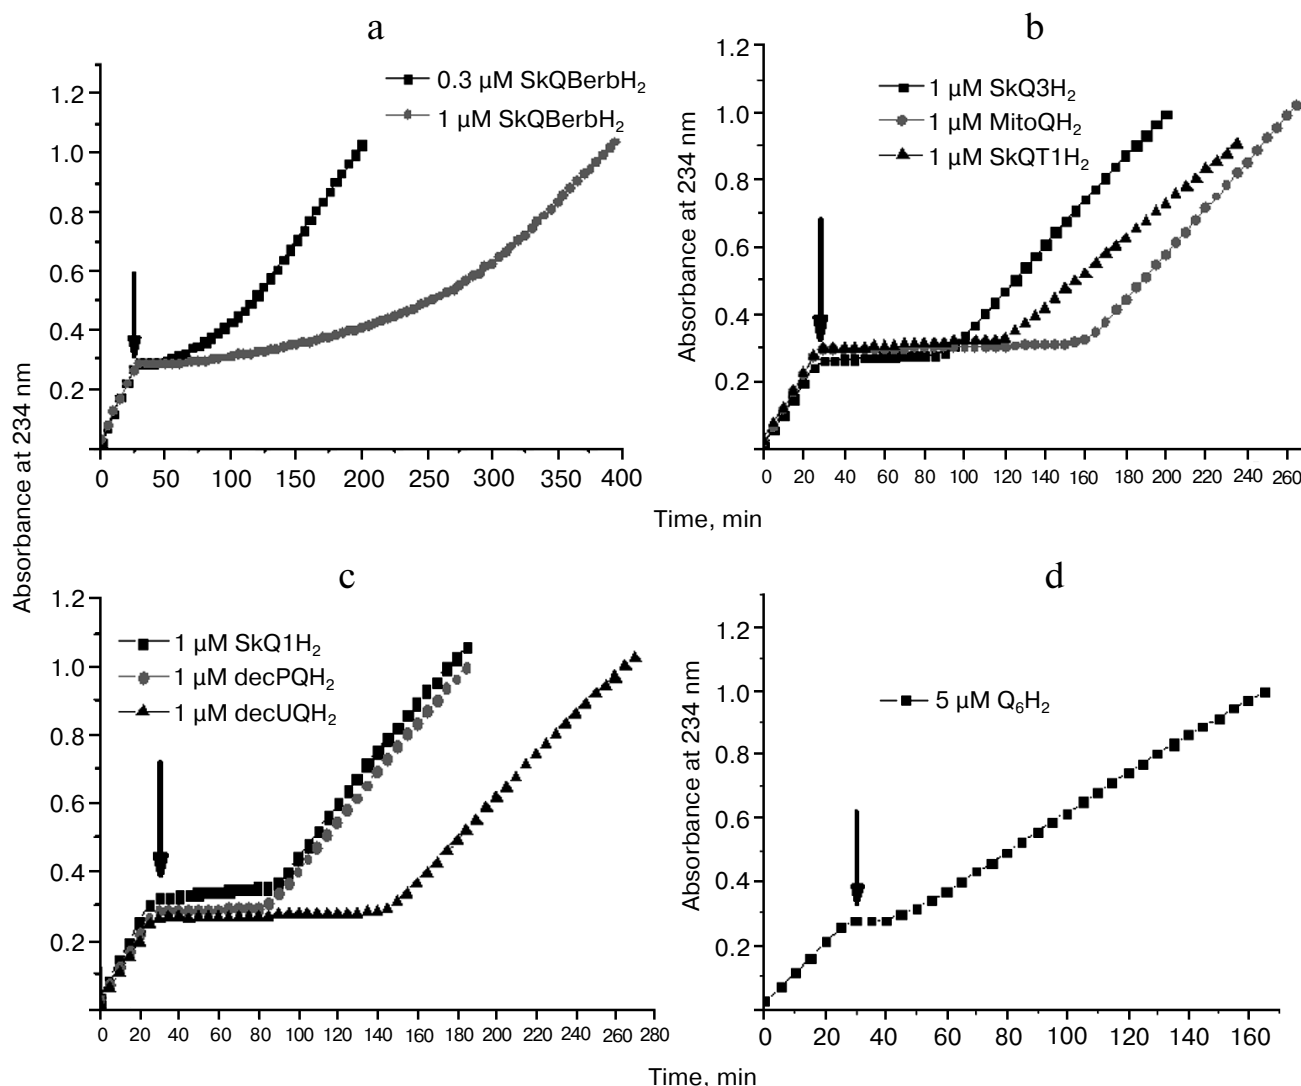 a
0.3 μM SkQBerbH₂
1 μM SkQBerbH₂
1.2
1.0
0.8
0.6
0.4
0.2
0 50 100 150 200 250 300 350 400
b
1 μM SkQ3H₂
1 μM MitoQH₂
1 μM SkQT1H₂
Absorbance at 234 nm
1.2
1.0
0.8
0.6
0.4
0.2
0 20 40 60 80 100 120 140 160 180 200 220 240 260
Time, min
Absorbance at 234 nm
c
1 μM SkQ1H₂
1 μM decPQH₂
1 μM decUQH₂
1.2
1.0
0.8
0.6
0.4
0.2
0 20 40 60 80 100 120 140 160 180 200 220 240 260 280
d
5 μM Q₆H₂
Absorbance at 234 nm
1.2
1.0
0.8
0.6
0.4
0.2
0 20 40 60 80 100 120 140 160
Time, min